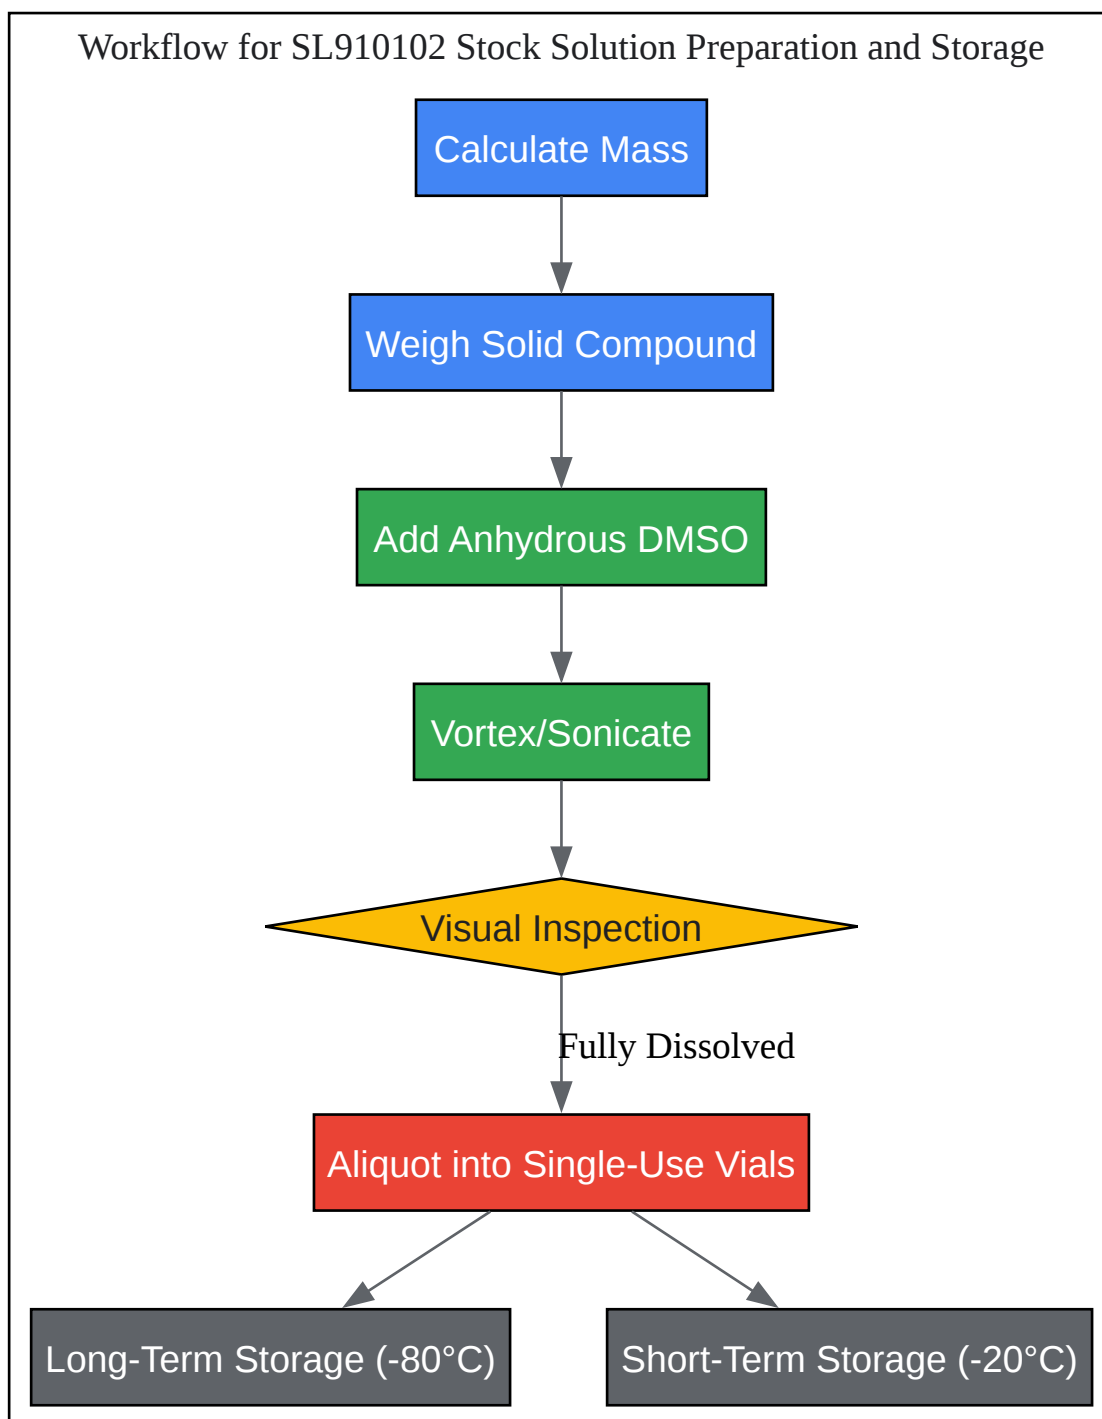 Workflow for SL910102 Stock Solution Preparation and Storage
Calculate Mass
Weigh Solid Compound
Add Anhydrous DMSO
Vortex/Sonicate
Visual Inspection
Fully Dissolved
Aliquot into Single-Use Vials
Long-Term Storage (-80°C)
Short-Term Storage (-20°C)